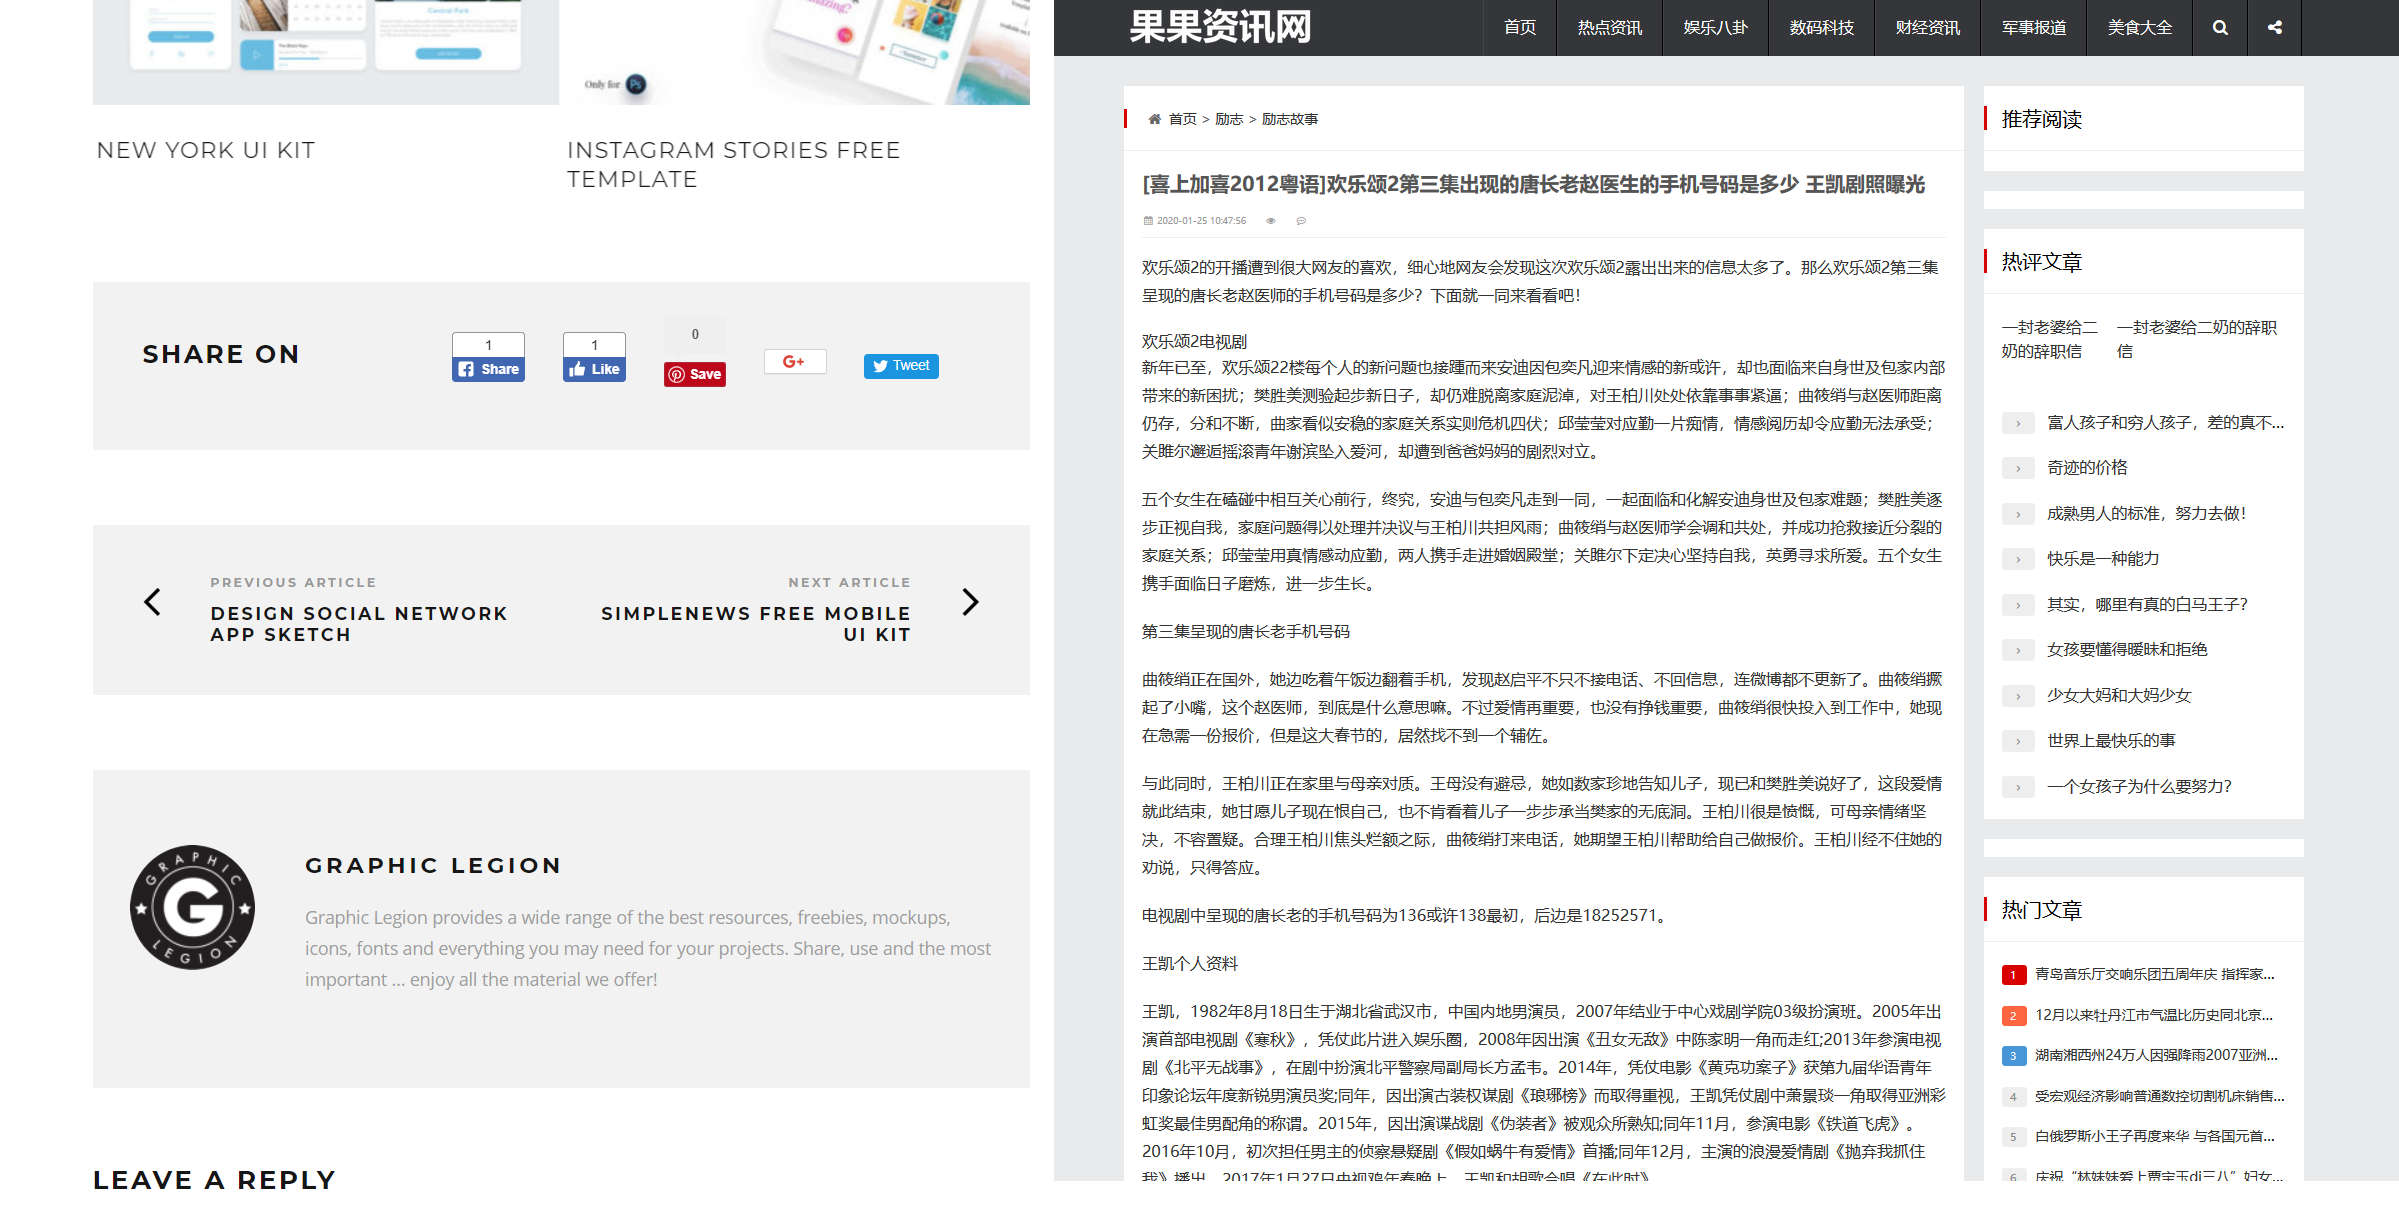 Central Park
amazing?
Only for Ps
NEW YORK UI KIT
INSTAGRAM STORIES FREE
TEMPLATE
SHARE ON
1
Share
1
Like
0
Save
G+
Tweet
PREVIOUS ARTICLE
DESIGN SOCIAL NETWORK
APP SKETCH
NEXT ARTICLE
SIMPLENEWS FREE MOBILE
UI KIT
GRAPHIC LEGION
G
GRAPHIC LEGION
Graphic Legion provides a wide range of the best resources, freebies, mockups,
icons, fonts and everything you may need for your projects. Share, use and the most
important ... enjoy all the material we offer!
LEAVE A REPLY
果果资讯网
首页
热点资讯
娱乐八卦
数码科技
财经资讯
军事报道
美食大全
首页 > 励志 > 励志故事
[喜上加喜2012粤语]欢乐颂2第三集出现的唐长老赵医生的手机号码是多少 王凯剧照曝光
2020-01-25 10:47:56
欢乐颂2的开播遭到很大网友的喜欢，细心地网友会发现这次欢乐颂2露出出来的信息太多了。那么欢乐颂2第三集
呈现的唐长老赵医师的手机号码是多少？下面就一同来看看吧！
欢乐颂2电视剧
新年已至，欢乐颂22楼每个人的新问题也接踵而来安迪因包奕凡迎来情感的新或许，却也面临来自身世及包家内部
带来的新困扰；樊胜美测验起步新日子，却仍难脱离家庭泥淖，对王柏川处处依靠事事紧逼；曲筱绡与赵医师距离
仍存，分和不断，曲家看似安稳的家庭关系实则危机四伏；邱莹莹对应勤一片痴情，情感阅历却令应勤无法承受；
关雎尔邂逅摇滚青年谢滨坠入爱河，却遭到爸爸妈妈的剧烈对立。
五个女生在磕碰中相互关心前行，终究，安迪与包奕凡走到一同，一起面临和化解安迪身世及包家难题；樊胜美逐
步正视自我，家庭问题得以处理并决议与王柏川共担风雨；曲筱绡与赵医师学会调和共处，并成功抢救接近分裂的
家庭关系；邱莹莹用真情感动应勤，两人携手走进婚姻殿堂；关雎尔下定决心坚持自我，英勇寻求所爱。五个女生
携手面临日子磨炼，进一步生长。
第三集呈现的唐长老手机号码
曲筱绡正在国外，她边吃着午饭边翻着手机，发现赵启平不只不接电话、不回信息，连微博都不更新了。曲筱绡撅
起了小嘴，这个赵医师，到底是什么意思嘛。不过爱情再重要，也没有挣钱重要，曲筱绡很快投入到工作中，她现
在急需一份报价，但是这大春节的，居然找不到一个辅佐。
与此同时，王柏川正在家里与母亲对质。王母没有避忌，她如数家珍地告知儿子，现已和樊胜美说好了，这段爱情
就此结束，她甘愿儿子现在恨自己，也不肯看着儿子一步步承当樊家的无底洞。王柏川很是愤慨，可母亲情绪坚
决，不容置疑。合理王柏川焦头烂额之际，曲筱绡打来电话，她期望王柏川帮助给自己做报价。王柏川经不住她的
劝说，只得答应。
电视剧中呈现的唐长老的手机号码为136或许138最初，后边是18252571。
王凯个人资料
王凯，1982年8月18日生于湖北省武汉市，中国内地男演员，2007年结业于中心戏剧学院03级扮演班。2005年出
演首部电视剧《寒秋》，凭仗此片进入娱乐圈，2008年因出演《丑女无敌》中陈家明一角而走红;2013年参演电视
剧《北平无战事》，在剧中扮演北平警察局副局长方孟韦。2014年，凭仗电影《黄克功案子》获第九届华语青年
印象论坛年度新锐男演员奖;同年，因出演古装权谋剧《琅琊榜》而取得重视，王凯凭仗剧中萧景琰一角取得亚洲彩
虹奖最佳男配角的称谓。2015年，因出演谍战剧《伪装者》被观众所熟知;同年11月，参演电影《铁道飞虎》。
2016年10月，初次担任男主的侦察悬疑剧《假如蜗牛有爱情》首播;同年12月，主演的浪漫爱情剧《抛弃我抓住
我》播出。2017年1月27日央视鸡年春晚上，王凯和胡歌合唱《在此时》
推荐阅读
热评文章
一封老婆给二
奶的辞职信
一封老婆给二奶的辞职
信
富人孩子和穷人孩子，差的真不...
奇迹的价格
成熟男人的标准，努力去做！
快乐是一种能力
其实，哪里有真的白马王子？
女孩要懂得暧昧和拒绝
少女大妈和大妈少女
世界上最快乐的事
一个女孩子为什么要努力？
热门文章
1 青岛音乐厅交响乐团五周年庆 指挥家...
2 12月以来牡丹江市气温比历史同北京...
3 湖南湘西州24万人因强降雨2007亚洲...
4 受宏观经济影响普通数控切割机床销售...
5 白俄罗斯小王子再度来华 与各国元首...
6 庆祝“林妹妹爱上贾宝玉dj三八”妇女...